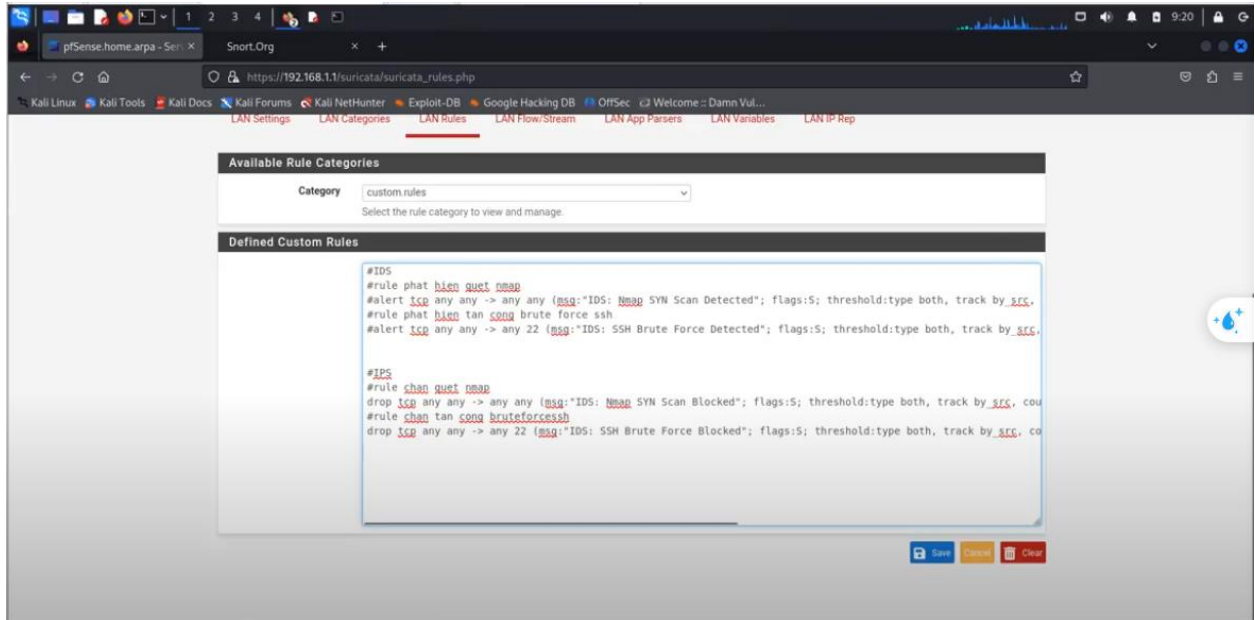 1 2 3 4 9:20
pfSense.home.arpa - Ser Snort.Org
https://192.168.1.1/suricata/suricata_rules.php
Kali Linux Kali Tools Kali Docs Kali Forums Kali NetHunter Exploit-DB Google Hacking DB OffSec Welcome :: Damn Vul...
LAN Settings LAN Categories LAN Rules LAN Flow/Stream LAN App Parsers LAN Variables LAN IP Rep
Available Rule Categories
Category custom.rules
Select the rule category to view and manage.
Defined Custom Rules
#IDS
#rule phat hien quet nmap
#alert tcp any any -> any any (msg:"IDS: Nmap SYN Scan Detected"; flags:S; threshold:type both, track by_src,
#rule phat hien tan cong brute force ssh
#alert tcp any any -> any 22 (msg:"IDS: SSH Brute Force Detected"; flags:S; threshold:type both, track by_src,
#IPS
#rule chan quet nmap
drop tcp any any -> any any (msg:"IDS: Nmap SYN Scan Blocked"; flags:S; threshold:type both, track by_src, cou
#rule chan tan cong bruteforcessh
drop tcp any any -> any 22 (msg:"IDS: SSH Brute Force Blocked"; flags:S; threshold:type both, track by_src, co
Save Cancel Clear